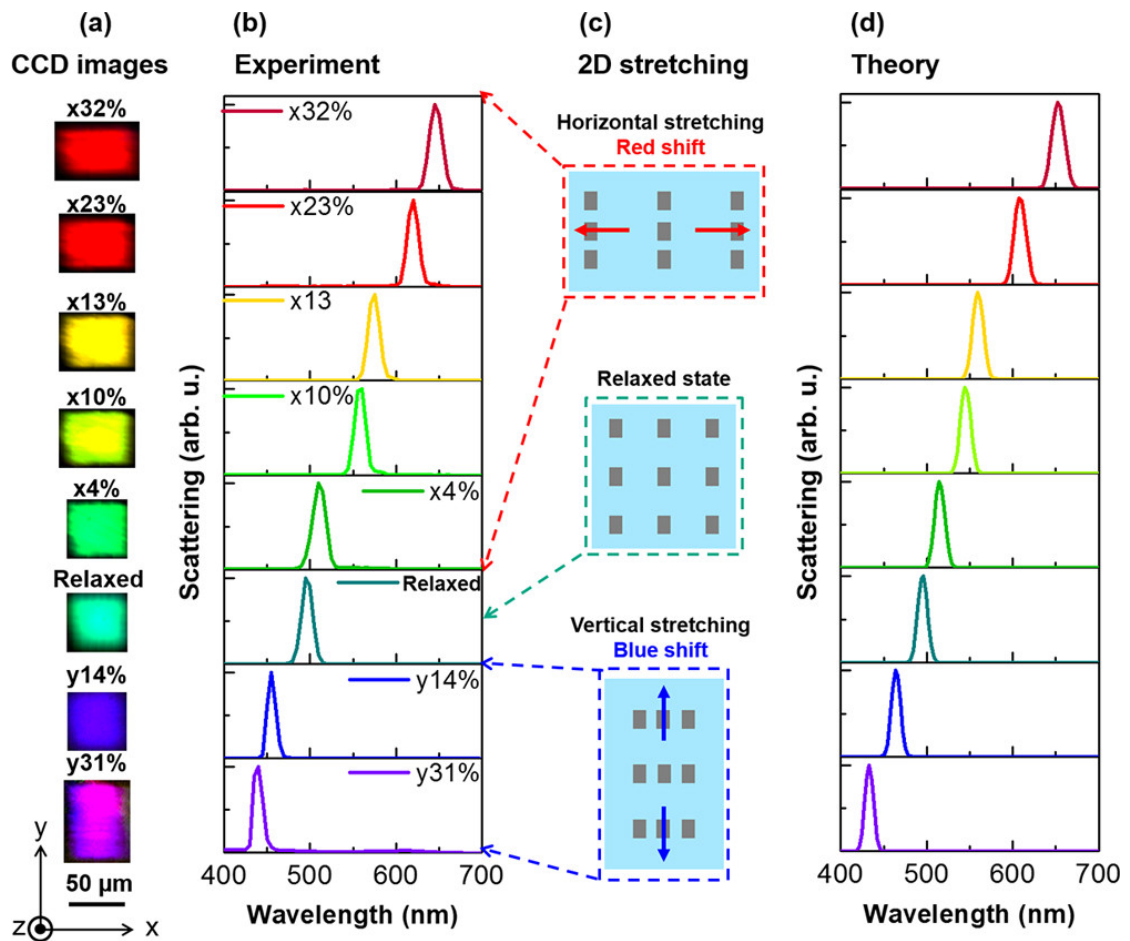 (a)
CCD images
x32%
x23%
x13%
x10%
x4%
Relaxed
y14%
y31%
50 μm
y
z
x
(b)
Experiment
Scattering (arb. u.)
x32%
x23%
x13
x10%
x4%
Relaxed
y14%
y31%
400 500 600 700
Wavelength (nm)
(c)
2D stretching
Horizontal stretching
Red shift
Relaxed state
Vertical stretching
Blue shift
(d)
Theory
Scattering (arb. u.)
400 500 600 700
Wavelength (nm)